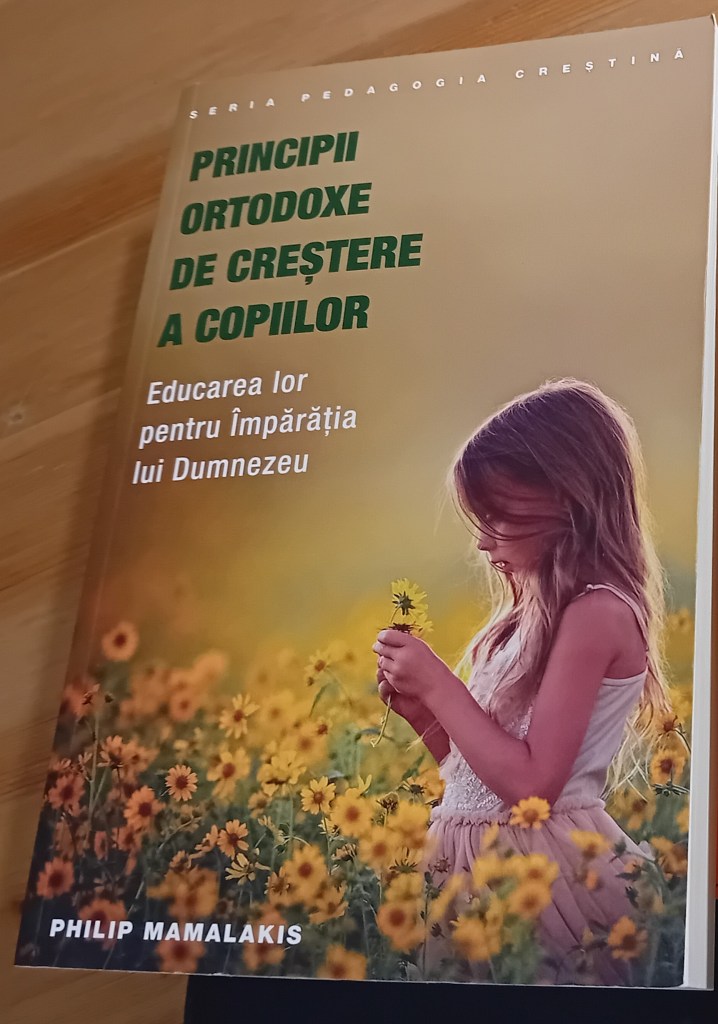 SERIA PEDAGOGIA CREȘTINĂ
PRINCIPII
ORTODOXE
DE CREȘTERE
A COPIILOR
Educarea lor
pentru Împărăția
lui Dumnezeu
PHILIP MAMALAKIS